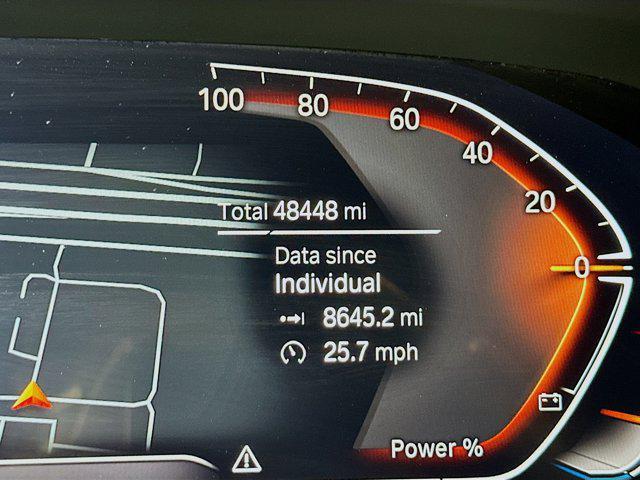 100 80 60 40 20 0
Total 48448 mi
Data since
Individual
8645.2 mi
25.7 mph
Power %